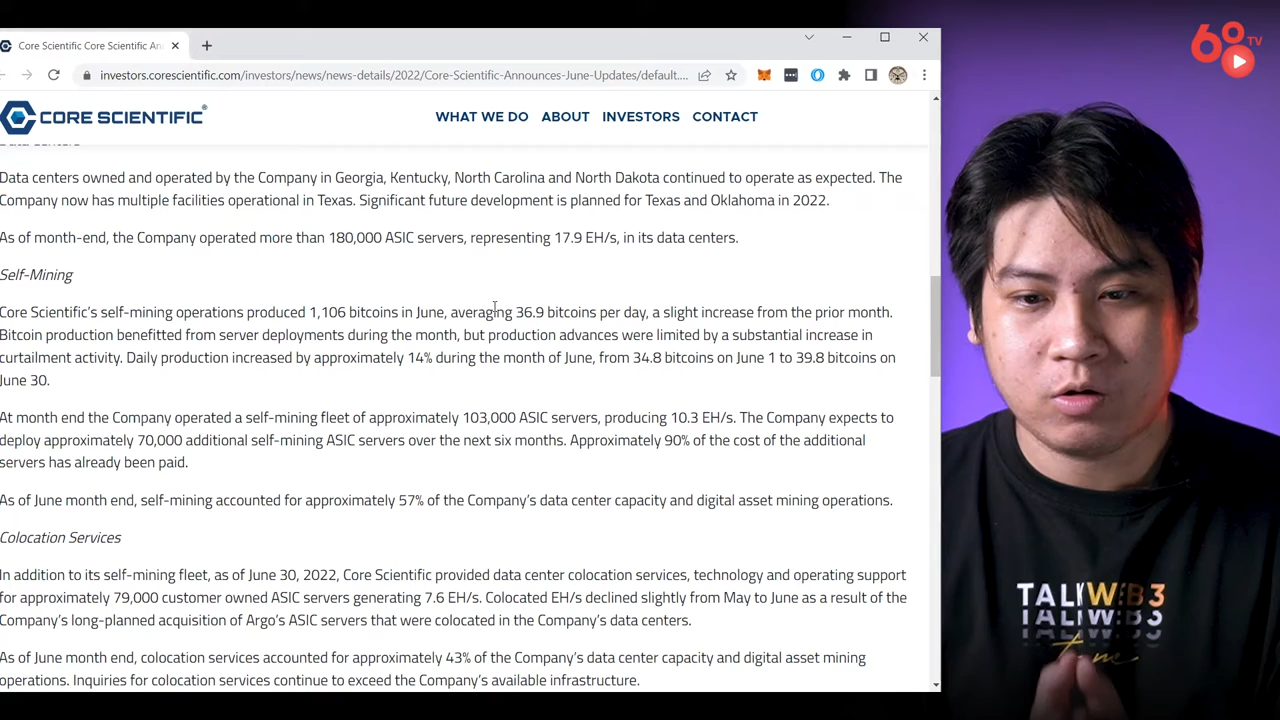 Core Scientific Core Scientific An
investors.corescientific.com/investors/news/news-details/2022/Core-Scientific-Announces-June-Updates/default....
60 TV
CORE SCIENTIFIC®
WHAT WE DO
ABOUT
INVESTORS
CONTACT
Data Centers
Data centers owned and operated by the Company in Georgia, Kentucky, North Carolina and North Dakota continued to operate as expected. The
Company now has multiple facilities operational in Texas. Significant future development is planned for Texas and Oklahoma in 2022.
As of month-end, the Company operated more than 180,000 ASIC servers, representing 17.9 EH/s, in its data centers.
Self-Mining
Core Scientific's self-mining operations produced 1,106 bitcoins in June, averaging 36.9 bitcoins per day, a slight increase from the prior month.
Bitcoin production benefitted from server deployments during the month, but production advances were limited by a substantial increase in
curtailment activity. Daily production increased by approximately 14% during the month of June, from 34.8 bitcoins on June 1 to 39.8 bitcoins on
June 30.
At month end the Company operated a self-mining fleet of approximately 103,000 ASIC servers, producing 10.3 EH/s. The Company expects to
deploy approximately 70,000 additional self-mining ASIC servers over the next six months. Approximately 90% of the cost of the additional
servers has already been paid.
As of June month end, self-mining accounted for approximately 57% of the Company's data center capacity and digital asset mining operations.
Colocation Services
In addition to its self-mining fleet, as of June 30, 2022, Core Scientific provided data center colocation services, technology and operating support
for approximately 79,000 customer owned ASIC servers generating 7.6 EH/s. Colocated EH/s declined slightly from May to June as a result of the
Company's long-planned acquisition of Argo's ASIC servers that were colocated in the Company's data centers.
As of June month end, colocation services accounted for approximately 43% of the Company's data center capacity and digital asset mining
operations. Inquiries for colocation services continue to exceed the Company's available infrastructure.
TALKWEB3
TALKWEB3
TALKWEB3
time